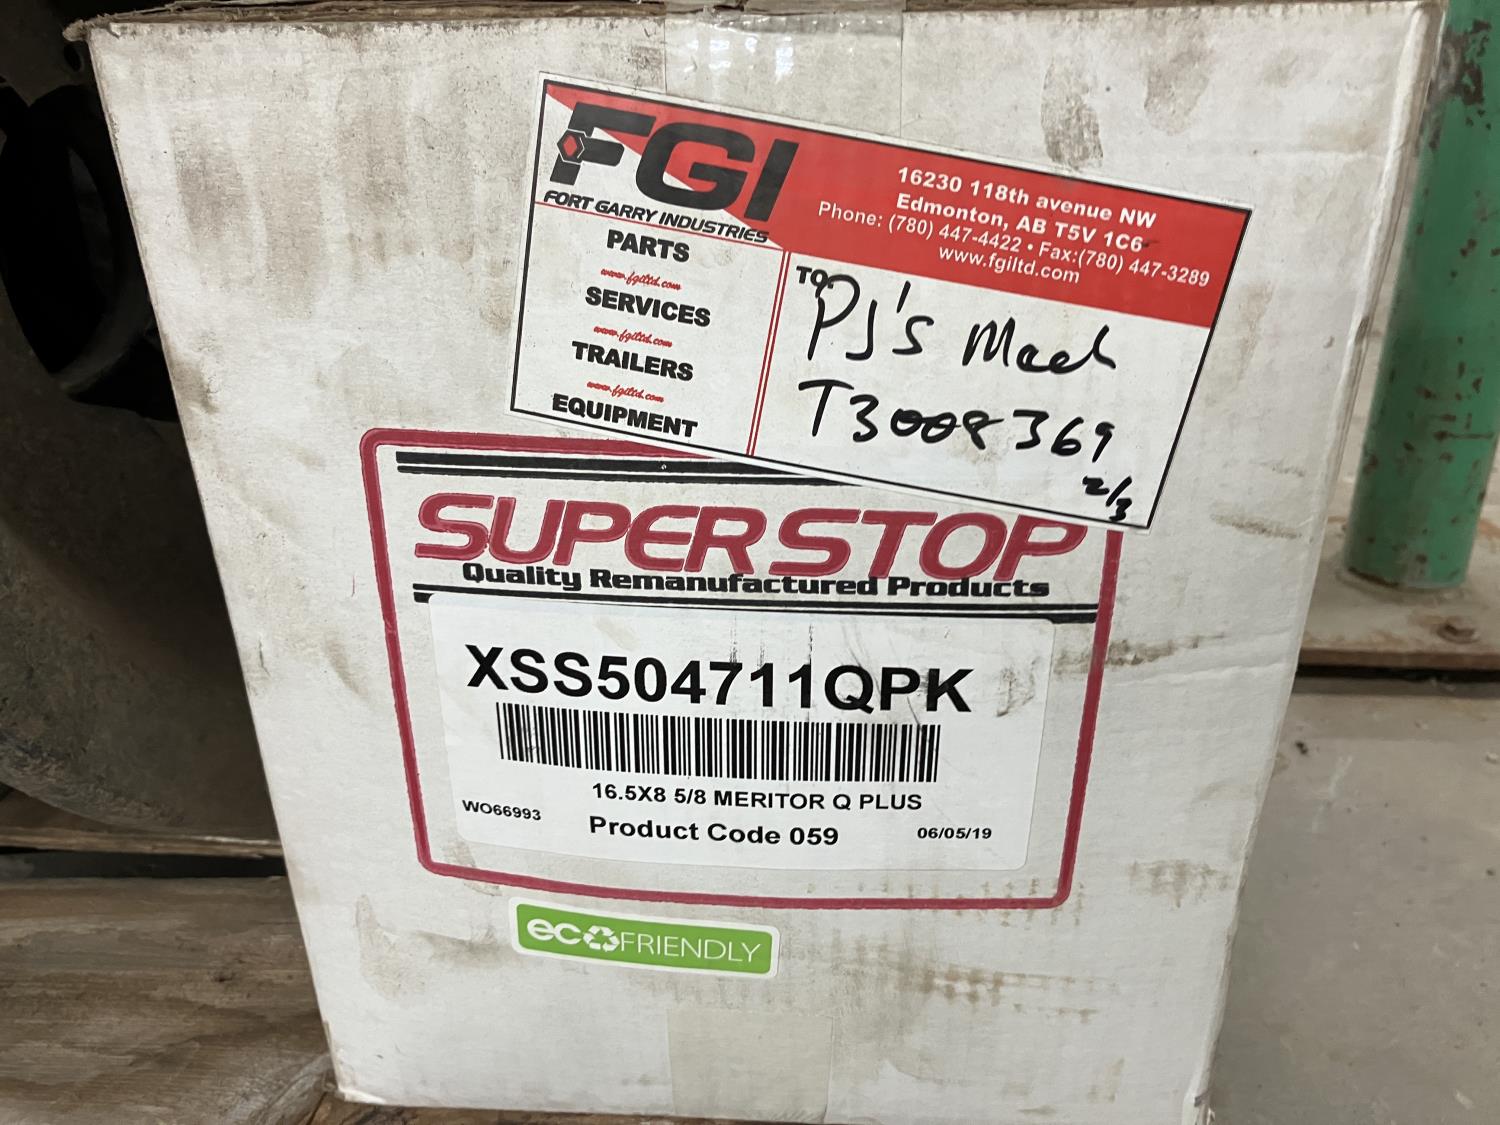 FGI
FORT GARRY INDUSTRIES
PARTS
www.fgiltd.com
SERVICES
www.fgiltd.com
TRAILERS
www.fgiltd.com
EQUIPMENT
16230 118th avenue NW
Edmonton, AB T5V 1C6
Phone: (780) 447-4422 • Fax:(780) 447-3289
www.fgiltd.com
TO:
PJ's Mech
T3008369
2/3
SUPER STOP
Quality Remanufactured Products
XSS504711QPK
16.5X8 5/8 MERITOR Q PLUS
WO66993
Product Code 059
06/05/19
eco FRIENDLY